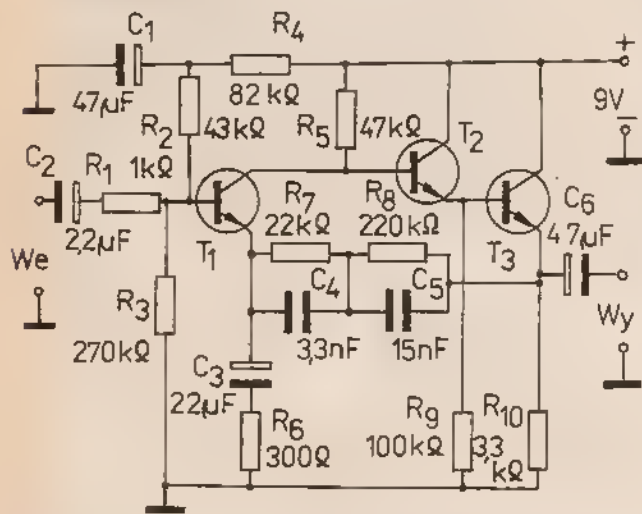 C1
R4
+
47µF
82kΩ
9V
R2
43kΩ
R5
47kΩ
T2
–
C2
R1
1kΩ
R7
22kΩ
R8
220kΩ
C6
47µF
2,2µF
T1
T3
We
R3
270kΩ
C4
3,3nF
C5
15nF
Wy
C3
22µF
R6
300Ω
R9
100kΩ
R10
3,3
kΩ